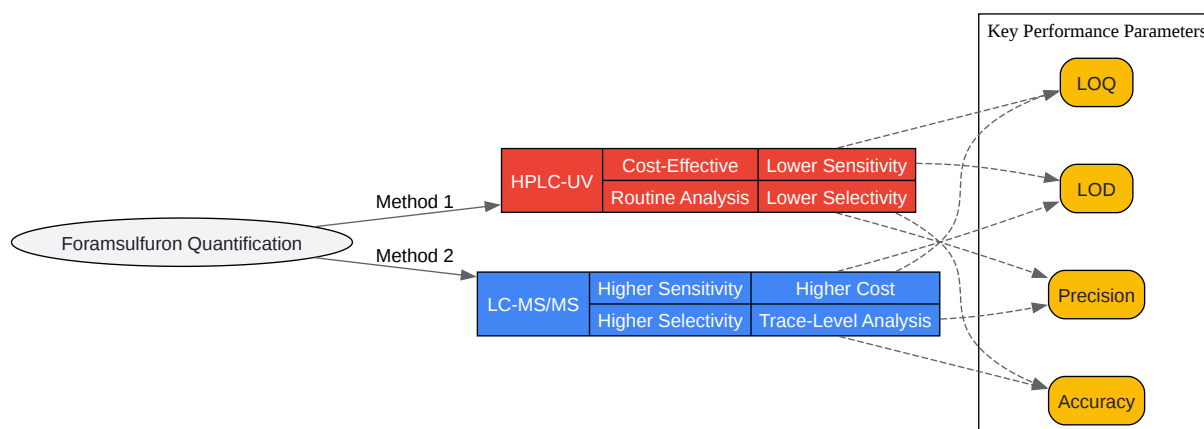 Key Performance Parameters
LOQ
HPLC-UV
Cost-Effective
Lower Sensitivity
Routine Analysis
Lower Selectivity
LOD
Method 1
Foramsulfuron Quantification
Method 2
LC-MS/MS
Higher Sensitivity
Higher Cost
Higher Selectivity
Trace-Level Analysis
Precision
Accuracy